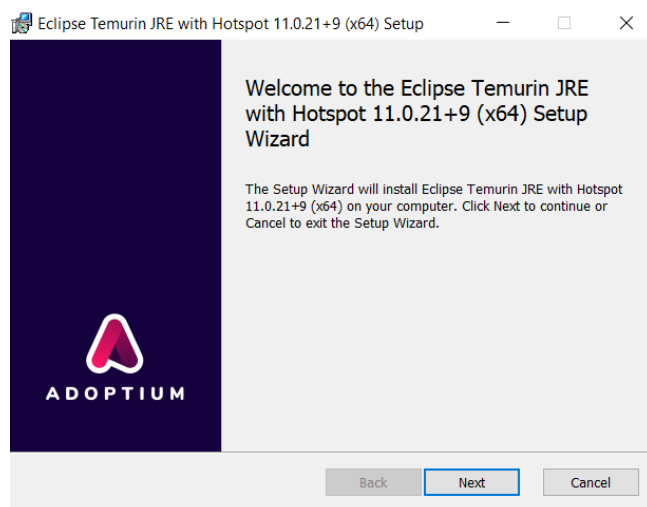 Eclipse Temurin JRE with Hotspot 11.0.21+9 (x64) Setup
Welcome to the Eclipse Temurin JRE
with Hotspot 11.0.21+9 (x64) Setup
Wizard
The Setup Wizard will install Eclipse Temurin JRE with Hotspot
11.0.21+9 (x64) on your computer. Click Next to continue or
Cancel to exit the Setup Wizard.
ADOPTIUM
Back Next Cancel